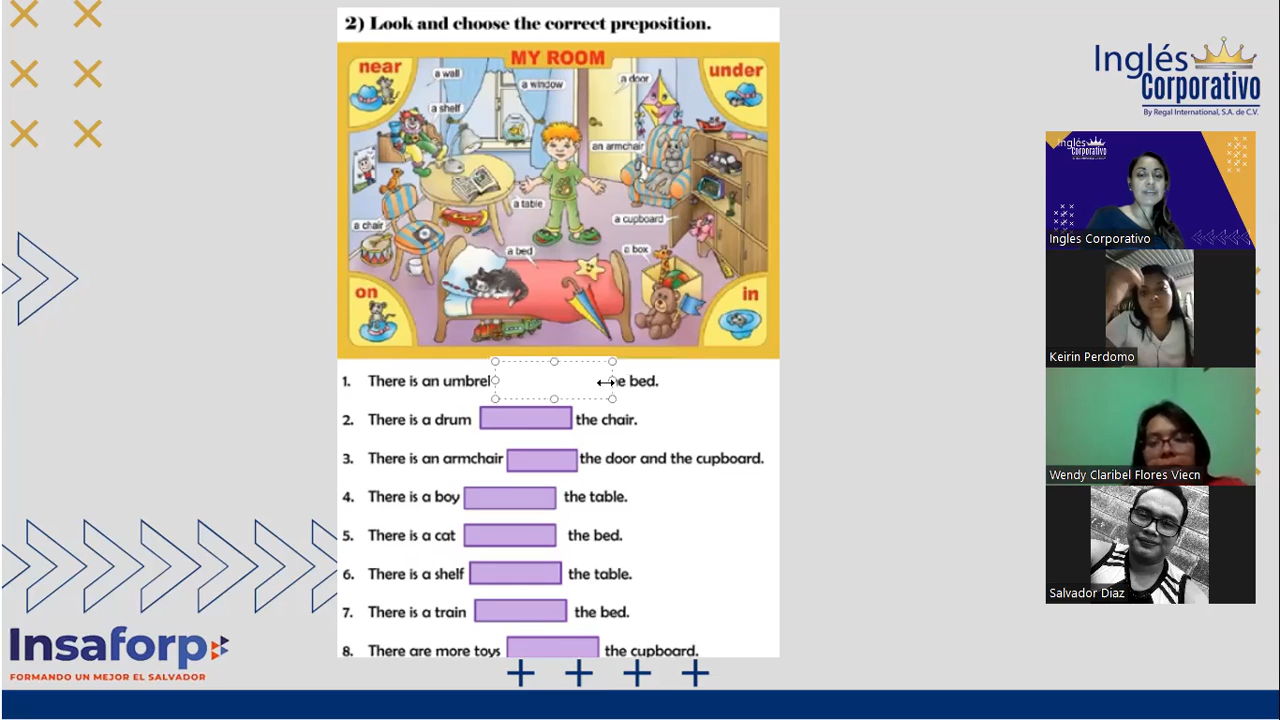 2) Look and choose the correct preposition.
MY ROOM
near
under
a wall
a window
a door
a shelf
an armchair
a table
a cupboard
a chair
a bed
a box
on
in
1. There is an umbrel he bed.
2. There is a drum the chair.
3. There is an armchair the door and the cupboard.
4. There is a boy the table.
5. There is a cat the bed.
6. There is a shelf the table.
7. There is a train the bed.
8. There are more toys the cupboard.
Insaforp
FORMANDO UN MEJOR EL SALVADOR
Inglés
Corporativo
By Regal International, S.A. de C.V.
Inglés
Corporativo
Ingles Corporativo
Keirin Perdomo
Wendy Claribel Flores Viecn
Salvador Diaz